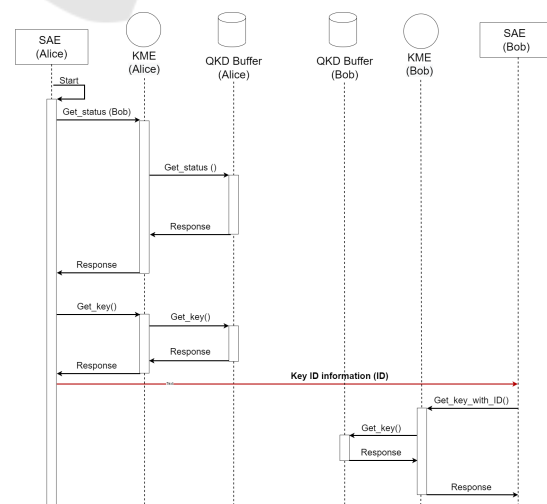 SAE
(Alice)
KME
(Alice)
QKD Buffer
(Alice)
QKD Buffer
(Bob)
KME
(Bob)
SAE
(Bob)
Start
Get_status (Bob)
Get_status ()
Response
Response
Get_key()
Get_key()
Response
Response
Key ID information (ID)
Get_key_with_ID()
Get_key()
Response
Response